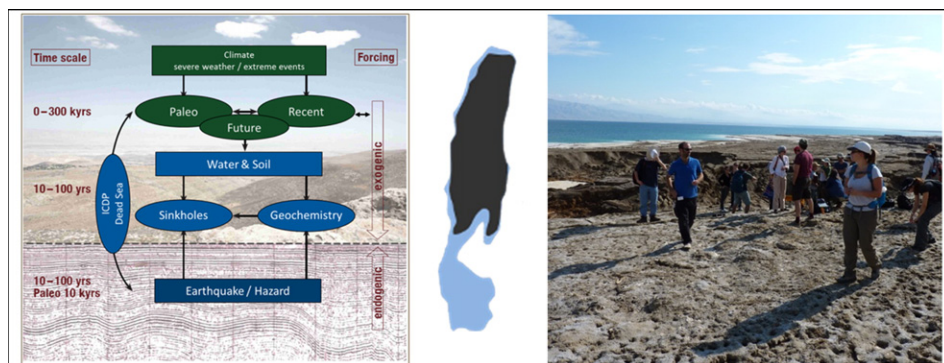 Time scale
Climate
severe weather / extreme events
Forcing
0–300 kyrs
Paleo
Recent
Future
Water & Soil
10–100 yrs
ICDP
Dead Sea
Sinkholes
Geochemistry
exogenic
10–100 yrs
Paleo 10 kyrs
Earthquake / Hazard
endogenic